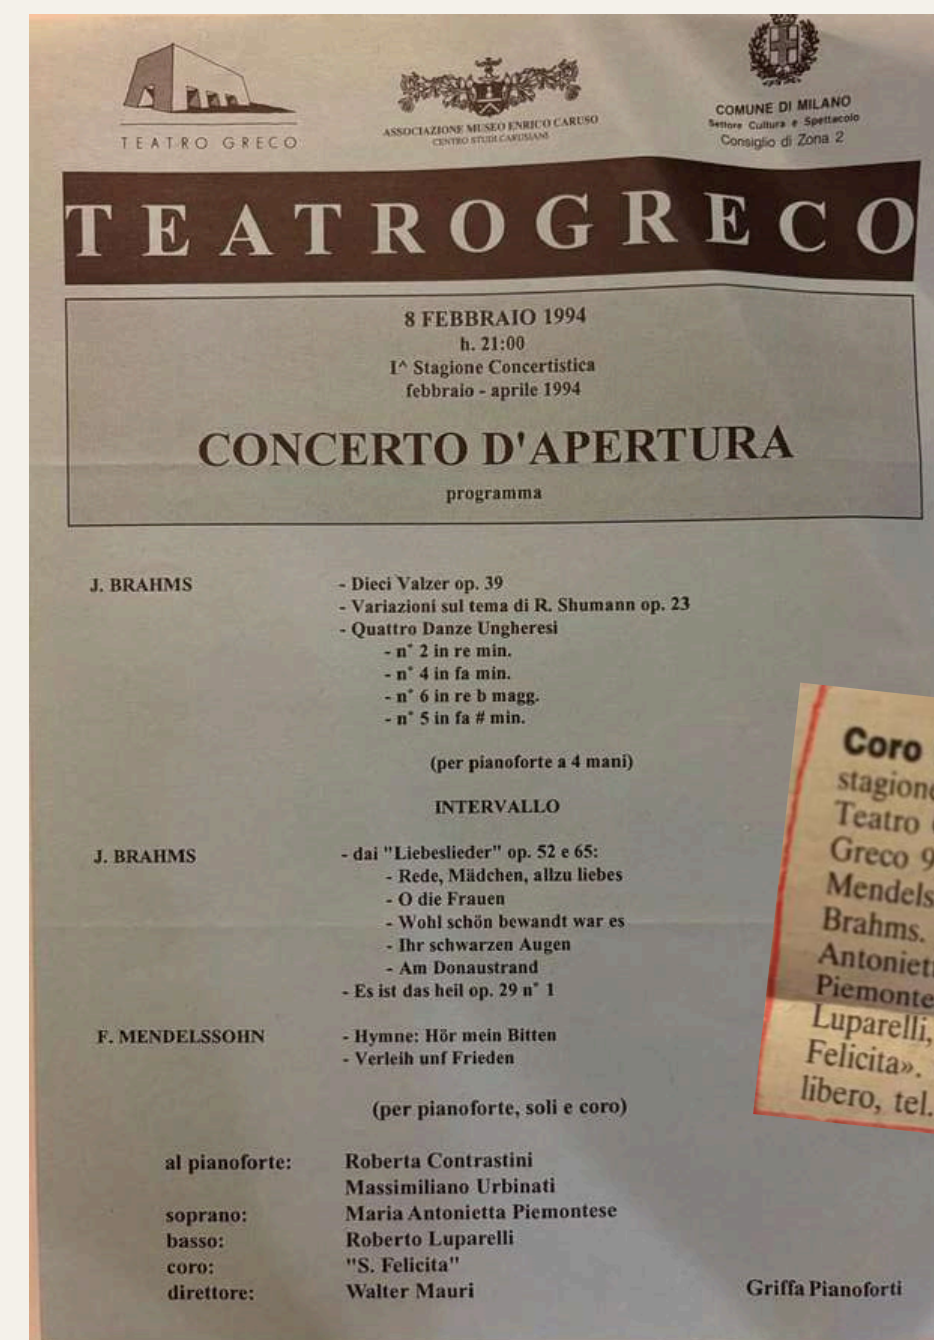 TEATRO GRECO
ASSOCIAZIONE MUSEO ENRICO CARUSO
CENTRO STUDI CARUSIANI
COMUNE DI MILANO
Settore Cultura e Spettacolo
Consiglio di Zona 2
TEATROGRECO
8 FEBBRAIO 1994
h. 21:00
I^ Stagione Concertistica
febbraio - aprile 1994
CONCERTO D'APERTURA
programma
J. BRAHMS - Dieci Valzer op. 39
- Variazioni sul tema di R. Shumann op. 23
- Quattro Danze Ungheresi
- n° 2 in re min.
- n° 4 in fa min.
- n° 6 in re b magg.
- n° 5 in fa # min.
(per pianoforte a 4 mani)
INTERVALLO
J. BRAHMS - dai "Liebeslieder" op. 52 e 65:
- Rede, Mädchen, allzu liebes
- O die Frauen
- Wohl schön bewandt war es
- Ihr schwarzen Augen
- Am Donaustrand
- Es ist das heil op. 29 n° 1
F. MENDELSSOHN - Hymne: Hör mein Bitten
- Verleih unf Frieden
(per pianoforte, soli e coro)
al pianoforte: Roberta Contrastini
Massimiliano Urbinati
soprano: Maria Antonietta Piemontese
basso: Roberto Luparelli
coro: "S. Felicita"
direttore: Walter Mauri
Griffa Pianoforti
Coro
stagione
Teatro
Greco 9
Mendels
Brahms.
Antoniett
Piemonte
Luparelli,
Felicita».
libero, tel.